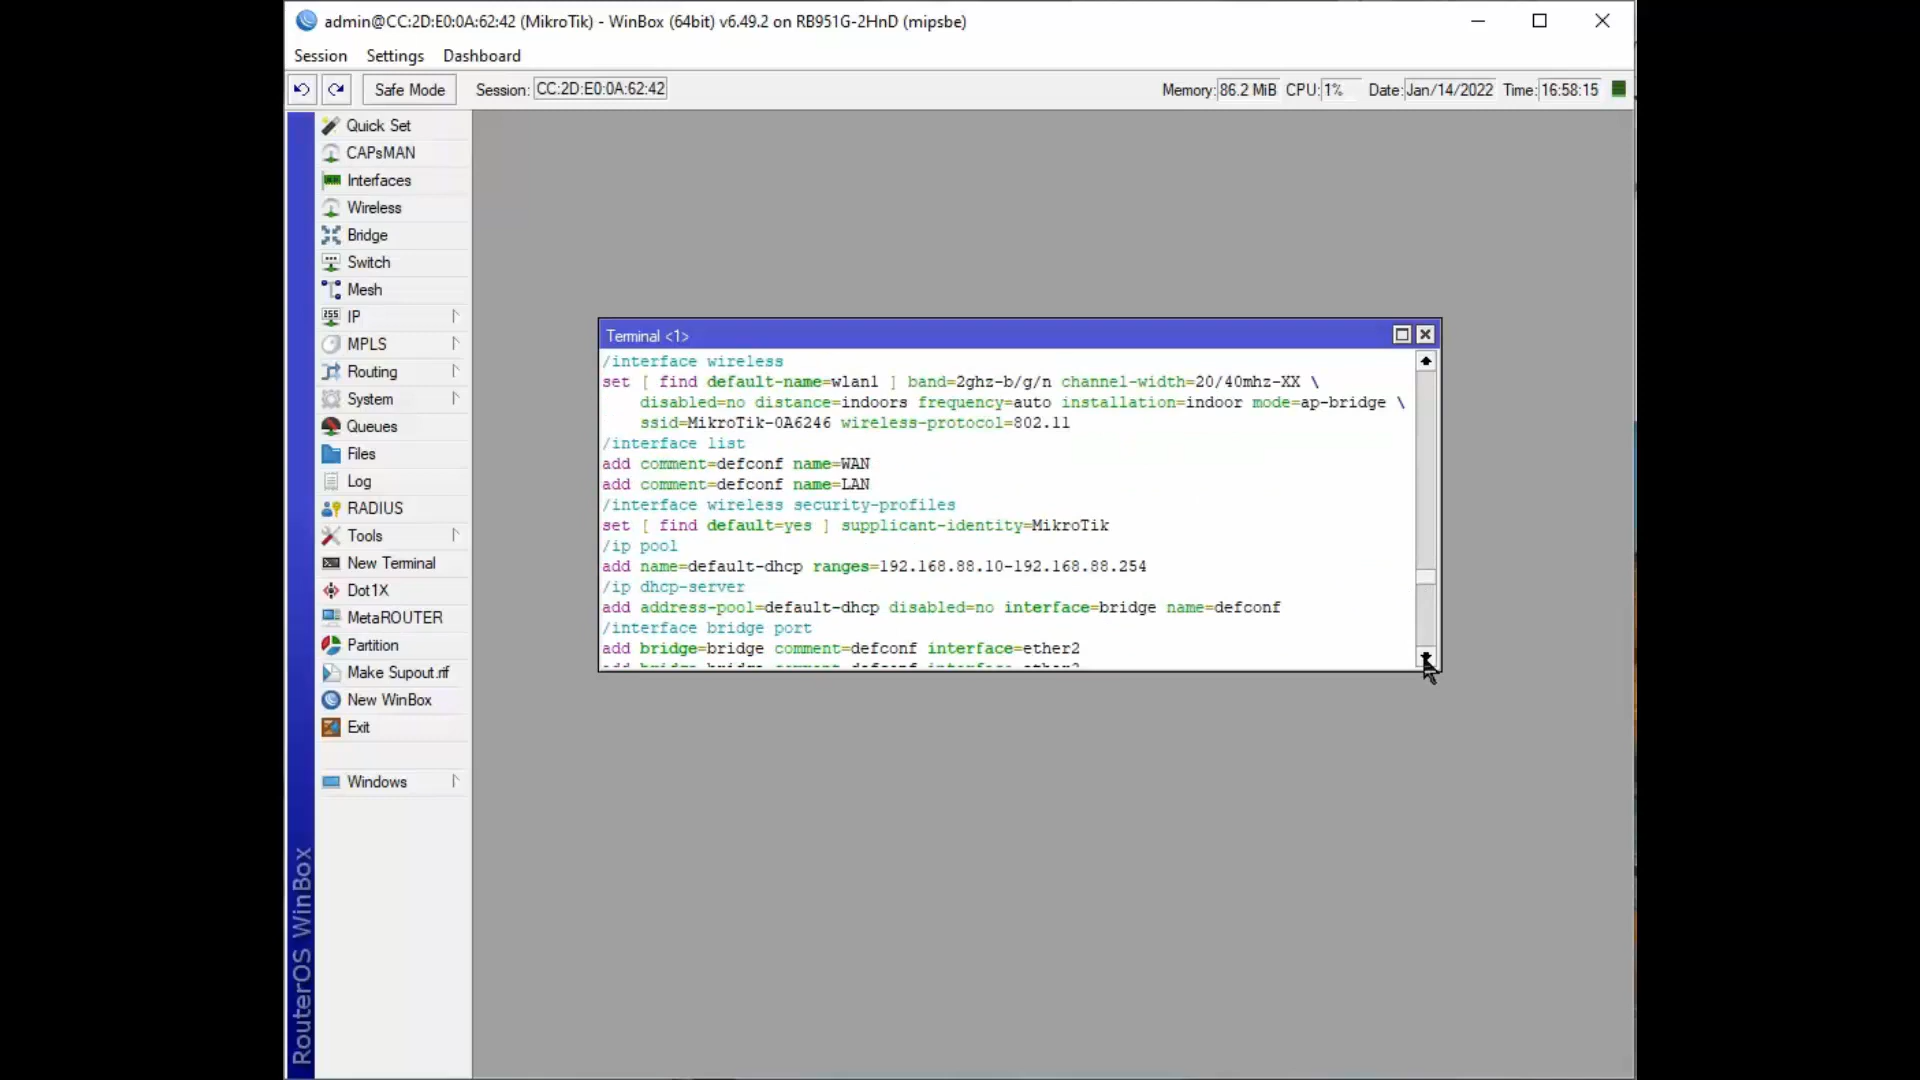 admin@CC:2D:E0:0A:62:42 (MikroTik) - WinBox (64bit) v6.49.2 on RB951G-2HnD (mipsbe)
Session Settings Dashboard
Safe Mode Session: CC:2D:E0:0A:62:42 Memory: 86.2 MiB CPU: 1% Date: Jan/14/2022 Time: 16:58:15
Quick Set
CAPsMAN
Interfaces
Wireless
Bridge
Switch
Mesh
IP
MPLS
Routing
System
Queues
Files
Log
RADIUS
Tools
New Terminal
Dot1X
MetaROUTER
Partition
Make Supout.rif
New WinBox
Exit
Windows
RouterOS WinBox
Terminal <1>
/interface wireless
set [ find default-name=wlan1 ] band=2ghz-b/g/n channel-width=20/40mhz-XX \
disabled=no distance=indoors frequency=auto installation=indoor mode=ap-bridge \
ssid=MikroTik-0A6246 wireless-protocol=802.11
/interface list
add comment=defconf name=WAN
add comment=defconf name=LAN
/interface wireless security-profiles
set [ find default=yes ] supplicant-identity=MikroTik
/ip pool
add name=default-dhcp ranges=192.168.88.10-192.168.88.254
/ip dhcp-server
add address-pool=default-dhcp disabled=no interface=bridge name=defconf
/interface bridge port
add bridge=bridge comment=defconf interface=ether2